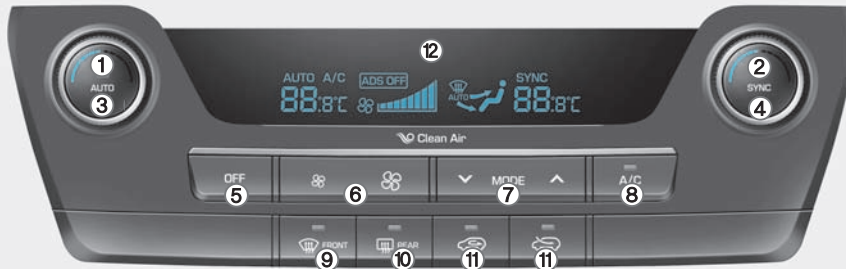 ⑫
① ②
AUTO A/C ADS OFF SYNC
AUTO SYNC
88:8°C AUTO 88:8°C
③ ④
Clean Air
OFF MODE A/C
⑤ ⑥ ⑦ ⑧
FRONT REAR
⑨ ⑩ ⑪ ⑪